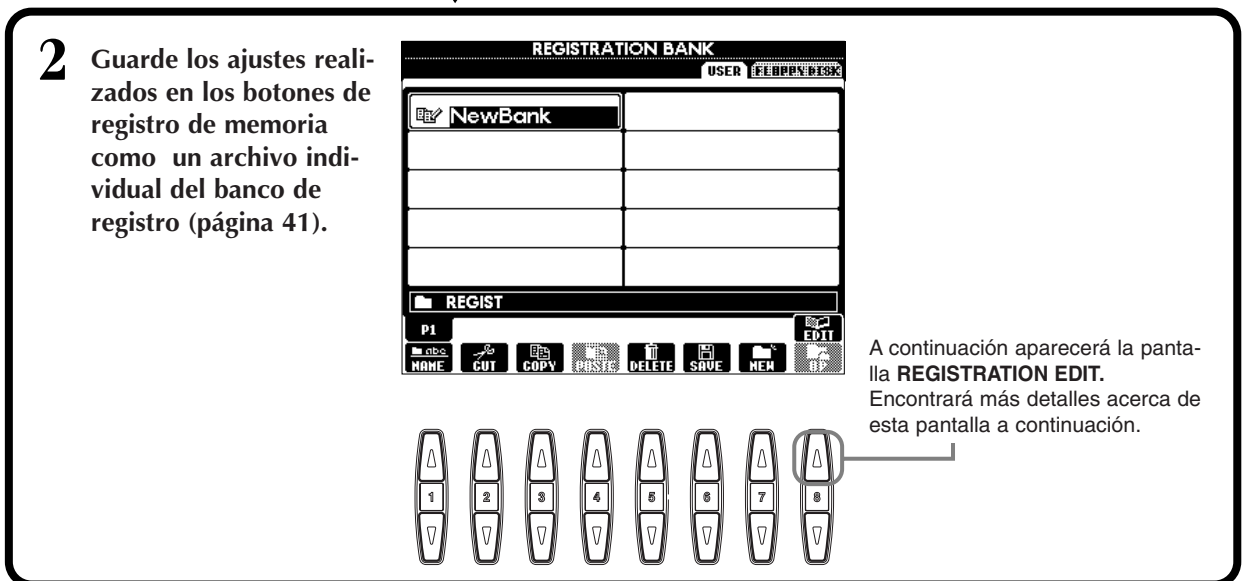 2 Guarde los ajustes reali-
zados en los botones de
registro de memoria
como un archivo indi-
vidual del banco de
registro (página 41).
REGISTRATION BANK
USER FLOPPY DISK
NewBank
REGIST
P1
EDIT
abc
NAME CUT COPY PASTE DELETE SAVE NEW UP
A continuación aparecerá la panta-
lla REGISTRATION EDIT.
Encontrará más detalles acerca de
esta pantalla a continuación.
1 2 3 4 5 6 7 8